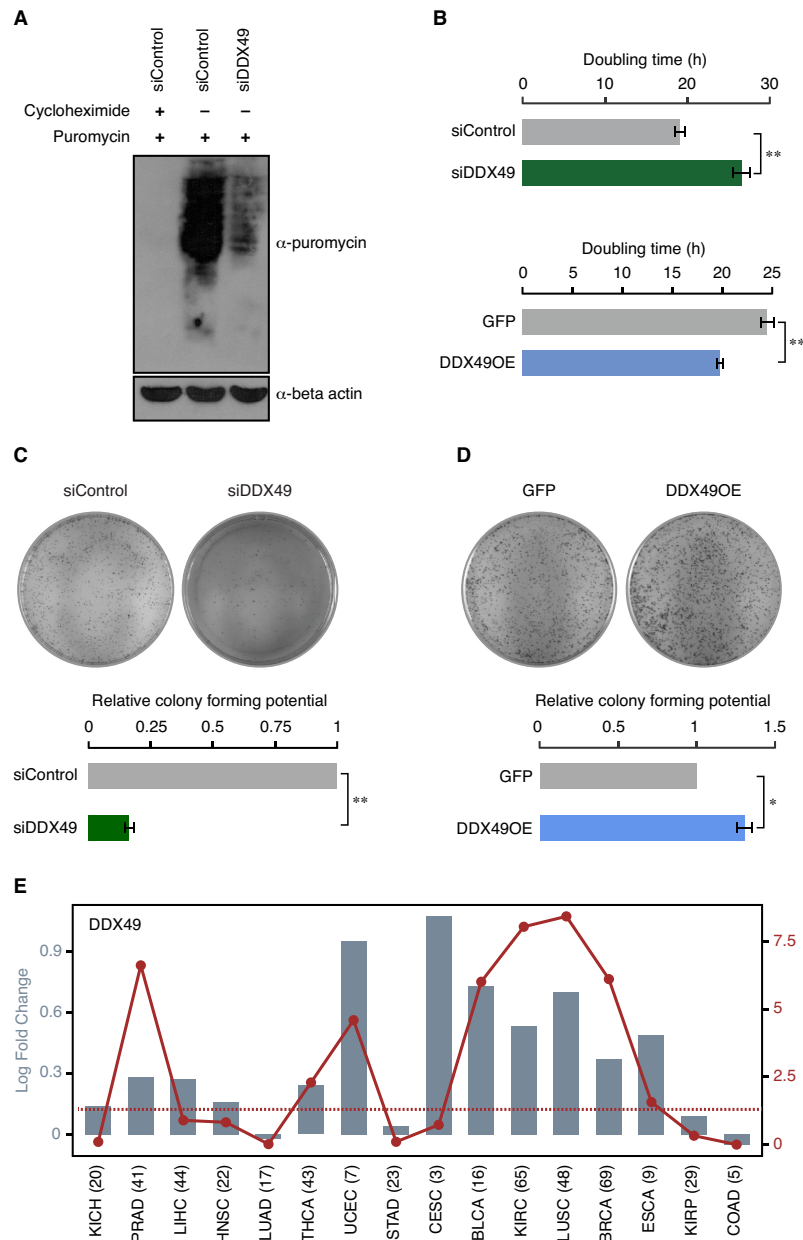 A
siControl
siControl
siDDX49
Cycloheximide + – –
Puromycin + + +
α-puromycin
α-beta actin
B
Doubling time (h)
0 10 20 30
siControl
siDDX49
**
Doubling time (h)
0 5 10 15 20 25
GFP
DDX49OE
**
C
siControl siDDX49
Relative colony forming potential
0 0.25 0.5 0.75 1
siControl
siDDX49
**
D
GFP DDX49OE
Relative colony forming potential
0 0.5 1 1.5
GFP
DDX49OE
*
E
DDX49
Log Fold Change
0.9
0.6
0.3
0
7.5
5
2.5
0
KICH (20)
PRAD (41)
LIHC (44)
HNSC (22)
LUAD (17)
THCA (43)
UCEC (7)
STAD (23)
CESC (3)
BLCA (16)
KIRC (65)
LUSC (48)
BRCA (69)
ESCA (9)
KIRP (29)
COAD (5)